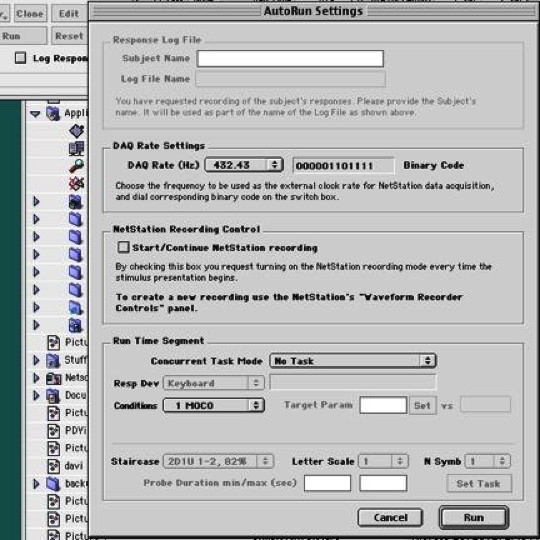 AutoRun Settings
Clone Edit
Run Reset
Log Respon
Response Log File
Subject Name
Log File Name
You have requested recording of the subject's responses. Please provide the Subject's
name. It will be used as part of the name of the Log File as shown above.
DAQ Rate Settings
DAQ Rate (Hz) 432.43 000001101111 Binary Code
Choose the frequency to be used as the external clock rate for NetStation data acquisition,
and dial corresponding binary code on the switch box.
NetStation Recording Control
Start/Continue NetStation recording
By checking this box you request turning on the NetStation recording mode every time the
stimulus presentation begins.
To create a new recording use the NetStation's "Waveform Recorder
Controls" panel.
Run Time Segment
Concurrent Task Mode No Task
Resp Dev Keyboard
Conditions 1 MOCO Target Param Set vs
Staircase 2D1U 1-2, 82% Letter Scale 1 N Symb 1
Probe Duration min/max (sec) Set Task
Cancel Run
Appli
Pictu
Stuff
Netsc
Docu
Pictu
PDYi
Pictu
davi
back
Pictu
Pictu
Pictu